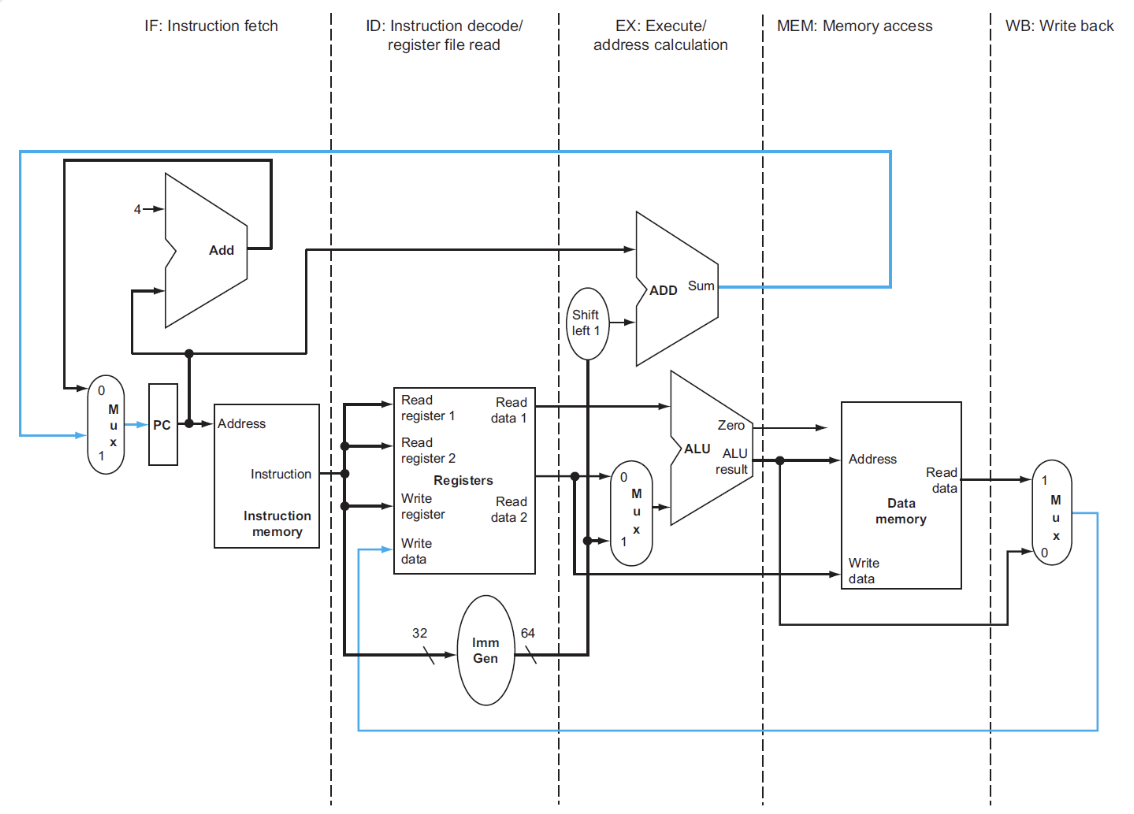 IF: Instruction fetch
ID: Instruction decode/
register file read
EX: Execute/
address calculation
MEM: Memory access
WB: Write back
4
Add
ADD
Sum
Shift
left 1
0
M
u
x
1
PC
Address
Instruction
Instruction
memory
Read
register 1
Read
register 2
Write
register
Write
data
Registers
Read
data 1
Read
data 2
0
M
u
x
1
Zero
ALU
ALU
result
Address
Read
data
Data
memory
Write
data
1
M
u
x
0
32
Imm
Gen
64